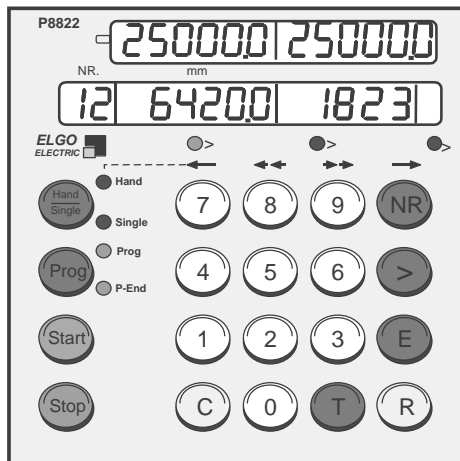 P8822
25000.0 25000.0
NR. mm
12 6420.0 1823
ELGO
ELECTRIC
> > >
Hand
Single
Hand
Single
7 8 9 NR
Prog
P-End
Prog 4 5 6 >
Start 1 2 3 E
Stop C 0 T R